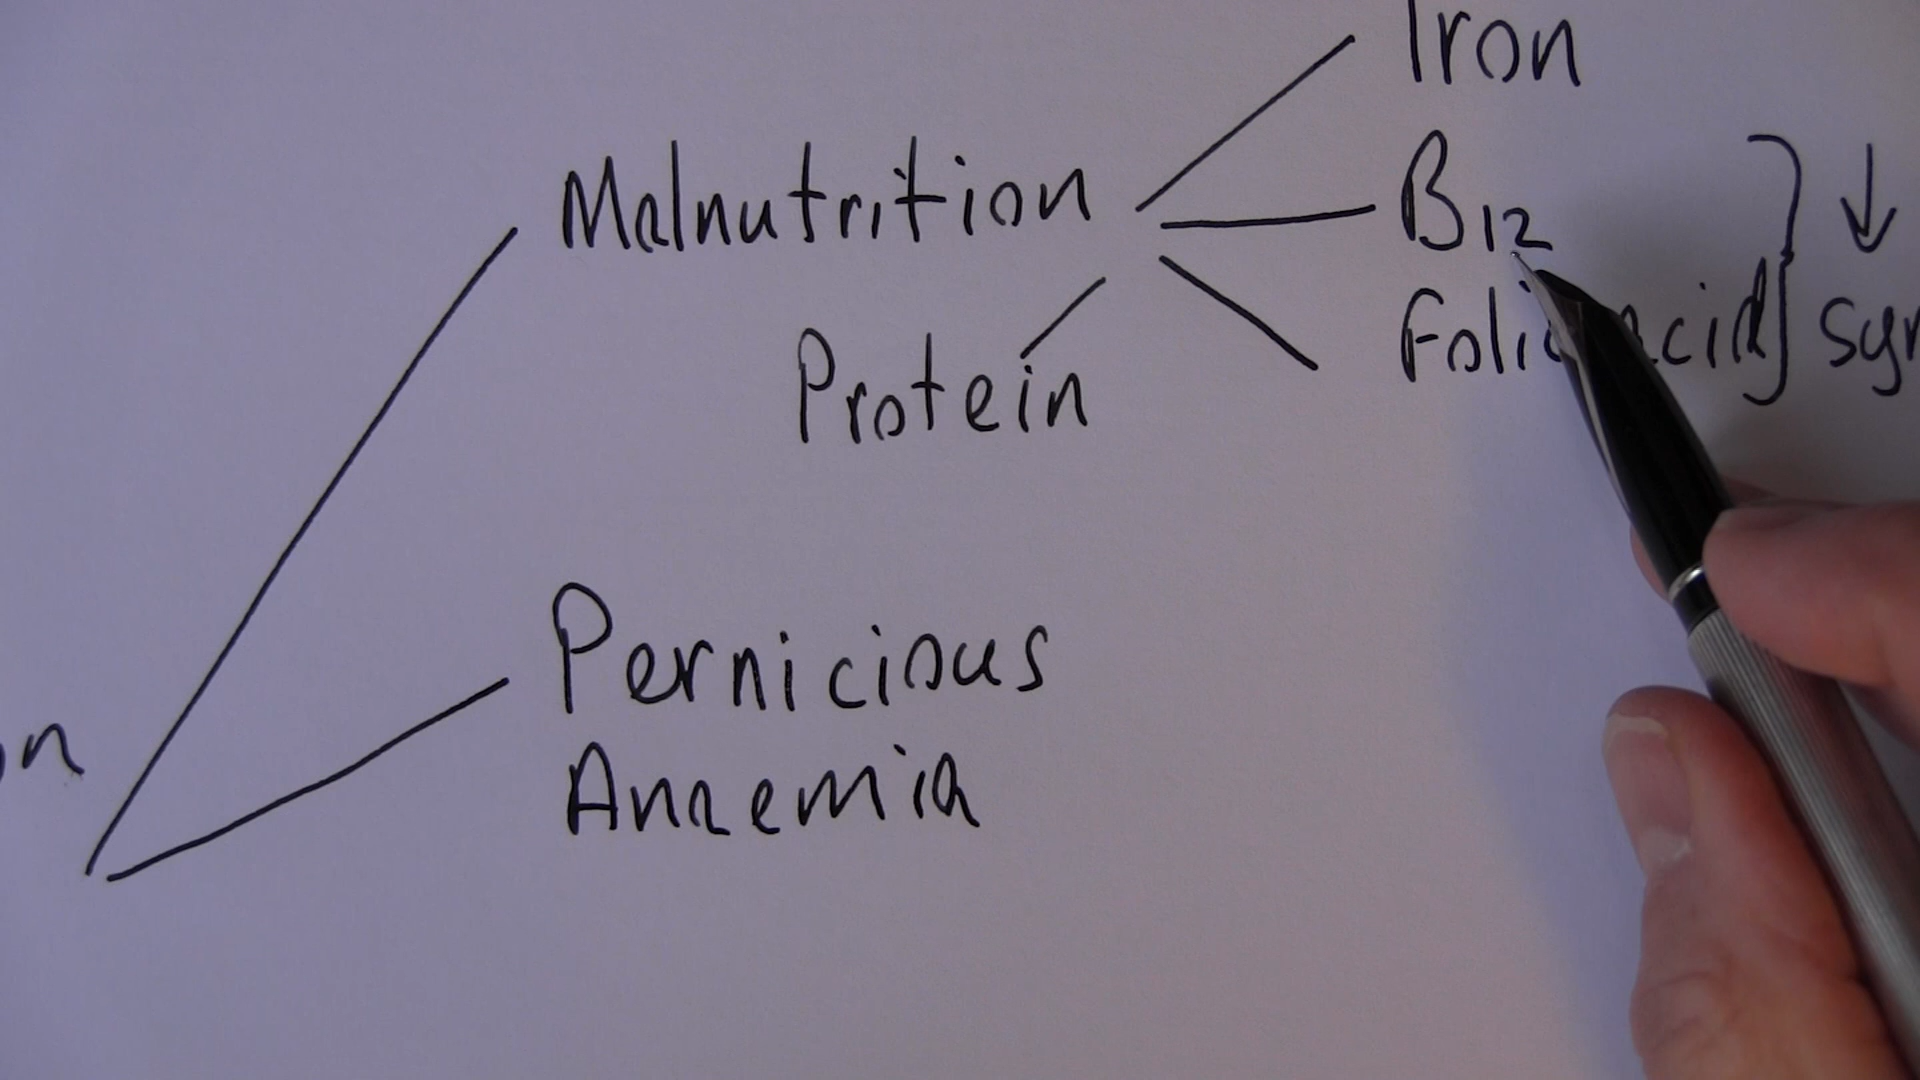 Iron
Malnutrition
B12
Protein
Pernicious
Anaemia